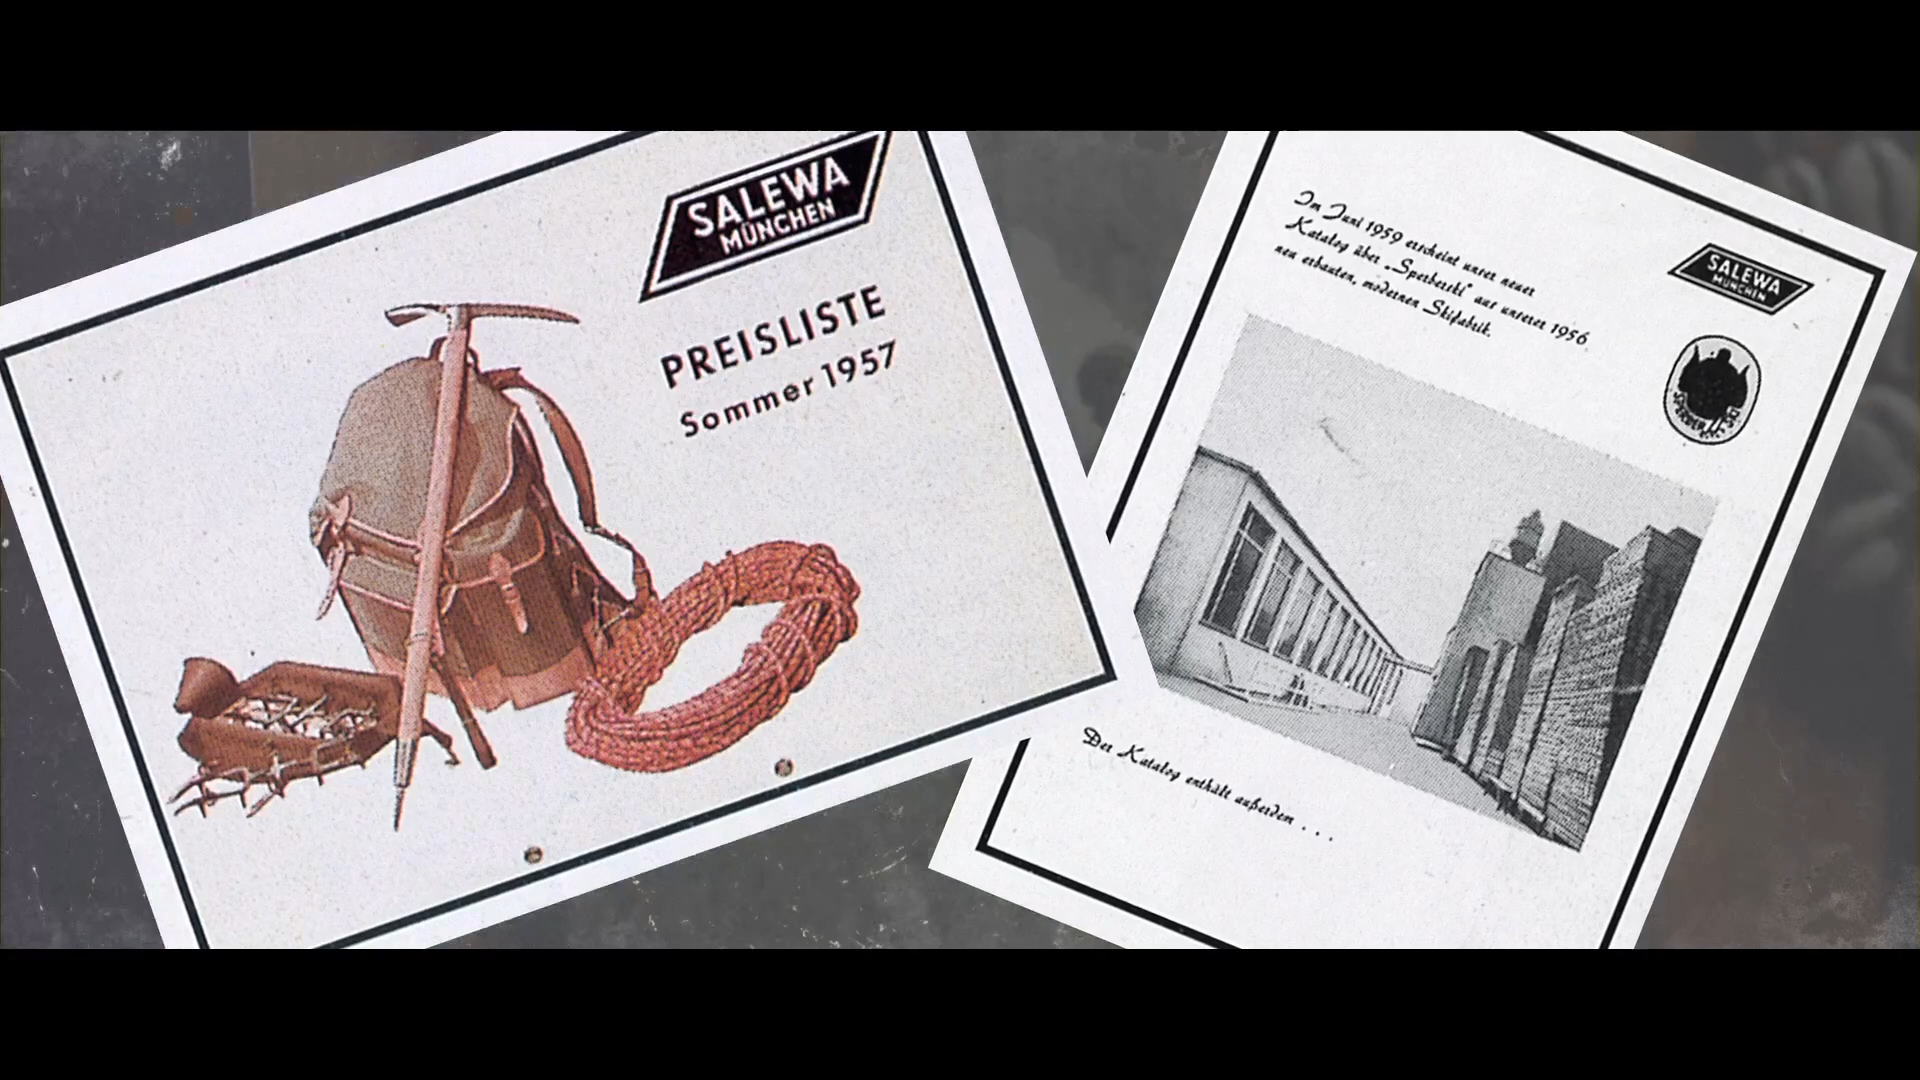 SALEWA
MÜNCHEN
PREISLISTE
Sommer 1957
Im Juni 1959 erscheint unser neuer
Katalog über „Sperberski" aus unserer 1956
neu erbauten, modernen Skifabrik.
SALEWA
MÜNCHEN
Der Katalog enthält außerdem . . .